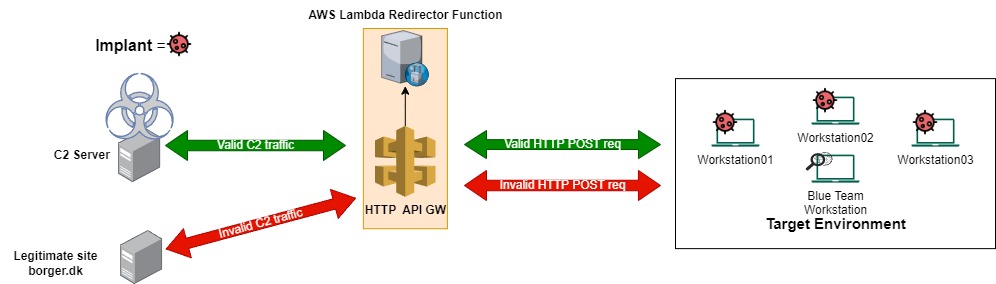 AWS Lambda Redirector Function
Implant =
C2 Server
Valid C2 traffic
Valid HTTP POST req
Invalid HTTP POST req
HTTP API GW
Invalid C2 traffic
Legitimate site
borger.dk
Workstation01
Workstation02
Workstation03
Blue Team
Workstation
Target Environment